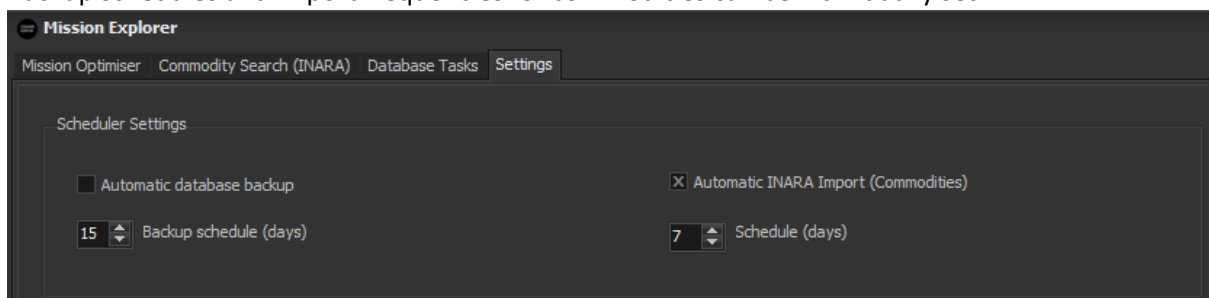 Mission Explorer
Mission Optimiser Commodity Search (INARA) Database Tasks Settings
Scheduler Settings
Automatic database backup
X Automatic INARA Import (Commodities)
15 Backup schedule (days)
7 Schedule (days)